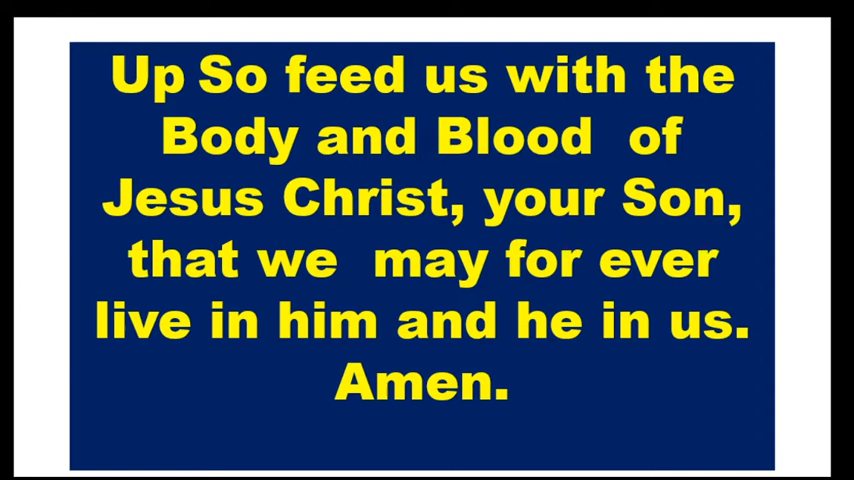 Up So feed us with the
Body and Blood of
Jesus Christ, your Son,
that we may for ever
live in him and he in us.
Amen.